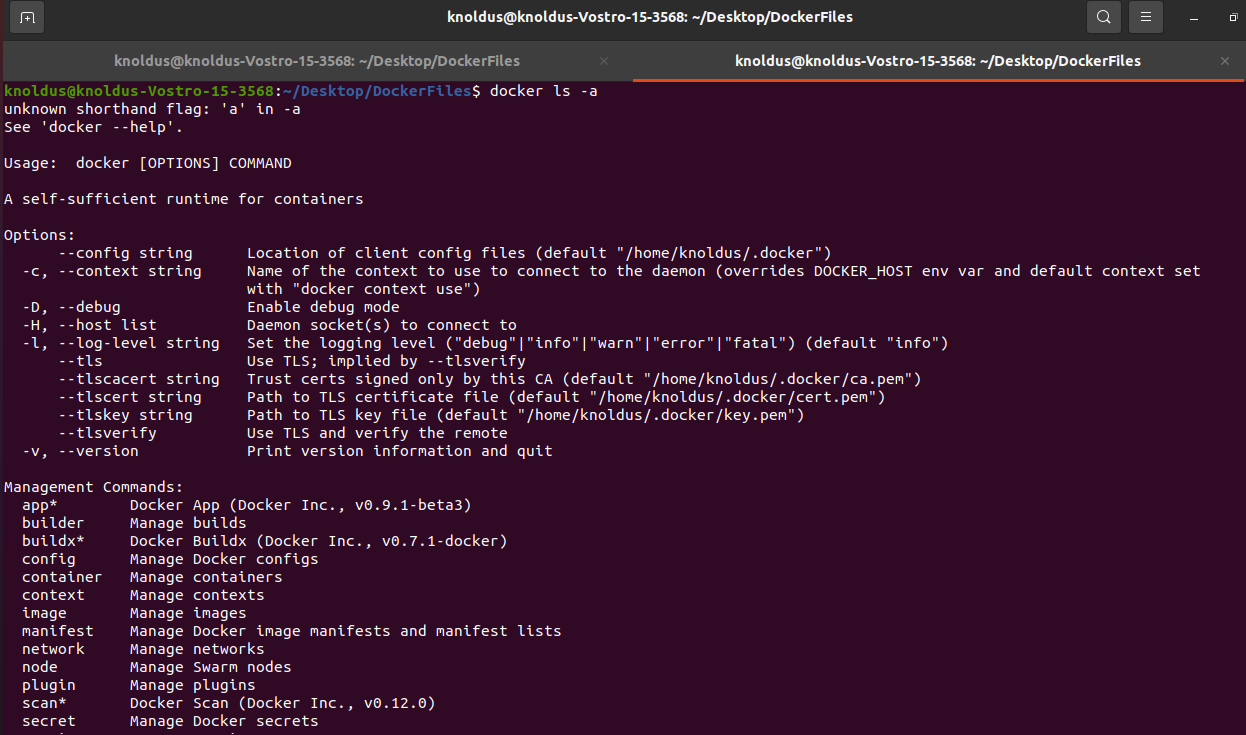 knoldus@knoldus-Vostro-15-3568: ~/Desktop/DockerFiles
knoldus@knoldus-Vostro-15-3568: ~/Desktop/DockerFiles
knoldus@knoldus-Vostro-15-3568: ~/Desktop/DockerFiles
knoldus@knoldus-Vostro-15-3568:~/Desktop/DockerFiles$ docker ls -a
unknown shorthand flag: 'a' in -a
See 'docker --help'.
Usage:  docker [OPTIONS] COMMAND
A self-sufficient runtime for containers
Options:
      --config string      Location of client config files (default "/home/knoldus/.docker")
  -c, --context string     Name of the context to use to connect to the daemon (overrides DOCKER_HOST env var and default context set
                           with "docker context use")
  -D, --debug              Enable debug mode
  -H, --host list          Daemon socket(s) to connect to
  -l, --log-level string   Set the logging level ("debug"|"info"|"warn"|"error"|"fatal") (default "info")
      --tls                Use TLS; implied by --tlsverify
      --tlscacert string   Trust certs signed only by this CA (default "/home/knoldus/.docker/ca.pem")
      --tlscert string     Path to TLS certificate file (default "/home/knoldus/.docker/cert.pem")
      --tlskey string      Path to TLS key file (default "/home/knoldus/.docker/key.pem")
      --tlsverify          Use TLS and verify the remote
  -v, --version            Print version information and quit
Management Commands:
  app*        Docker App (Docker Inc., v0.9.1-beta3)
  builder     Manage builds
  buildx*     Docker Buildx (Docker Inc., v0.7.1-docker)
  config      Manage Docker configs
  container   Manage containers
  context     Manage contexts
  image       Manage images
  manifest    Manage Docker image manifests and manifest lists
  network     Manage networks
  node        Manage Swarm nodes
  plugin      Manage plugins
  scan*       Docker Scan (Docker Inc., v0.12.0)
  secret      Manage Docker secrets